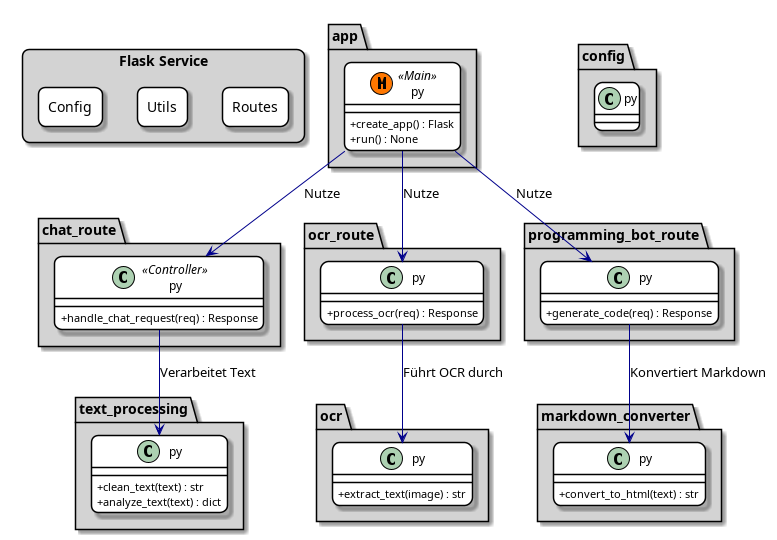 Flask Service
Config
Utils
Routes
app
«Main»
py
+create_app() : Flask
+run() : None
config
py
Nutze
Nutze
Nutze
chat_route
«Controller»
py
+handle_chat_request(req) : Response
ocr_route
py
+process_ocr(req) : Response
programming_bot_route
py
+generate_code(req) : Response
Verarbeitet Text
Führt OCR durch
Konvertiert Markdown
text_processing
py
+clean_text(text) : str
+analyze_text(text) : dict
ocr
py
+extract_text(image) : str
markdown_converter
py
+convert_to_html(text) : str